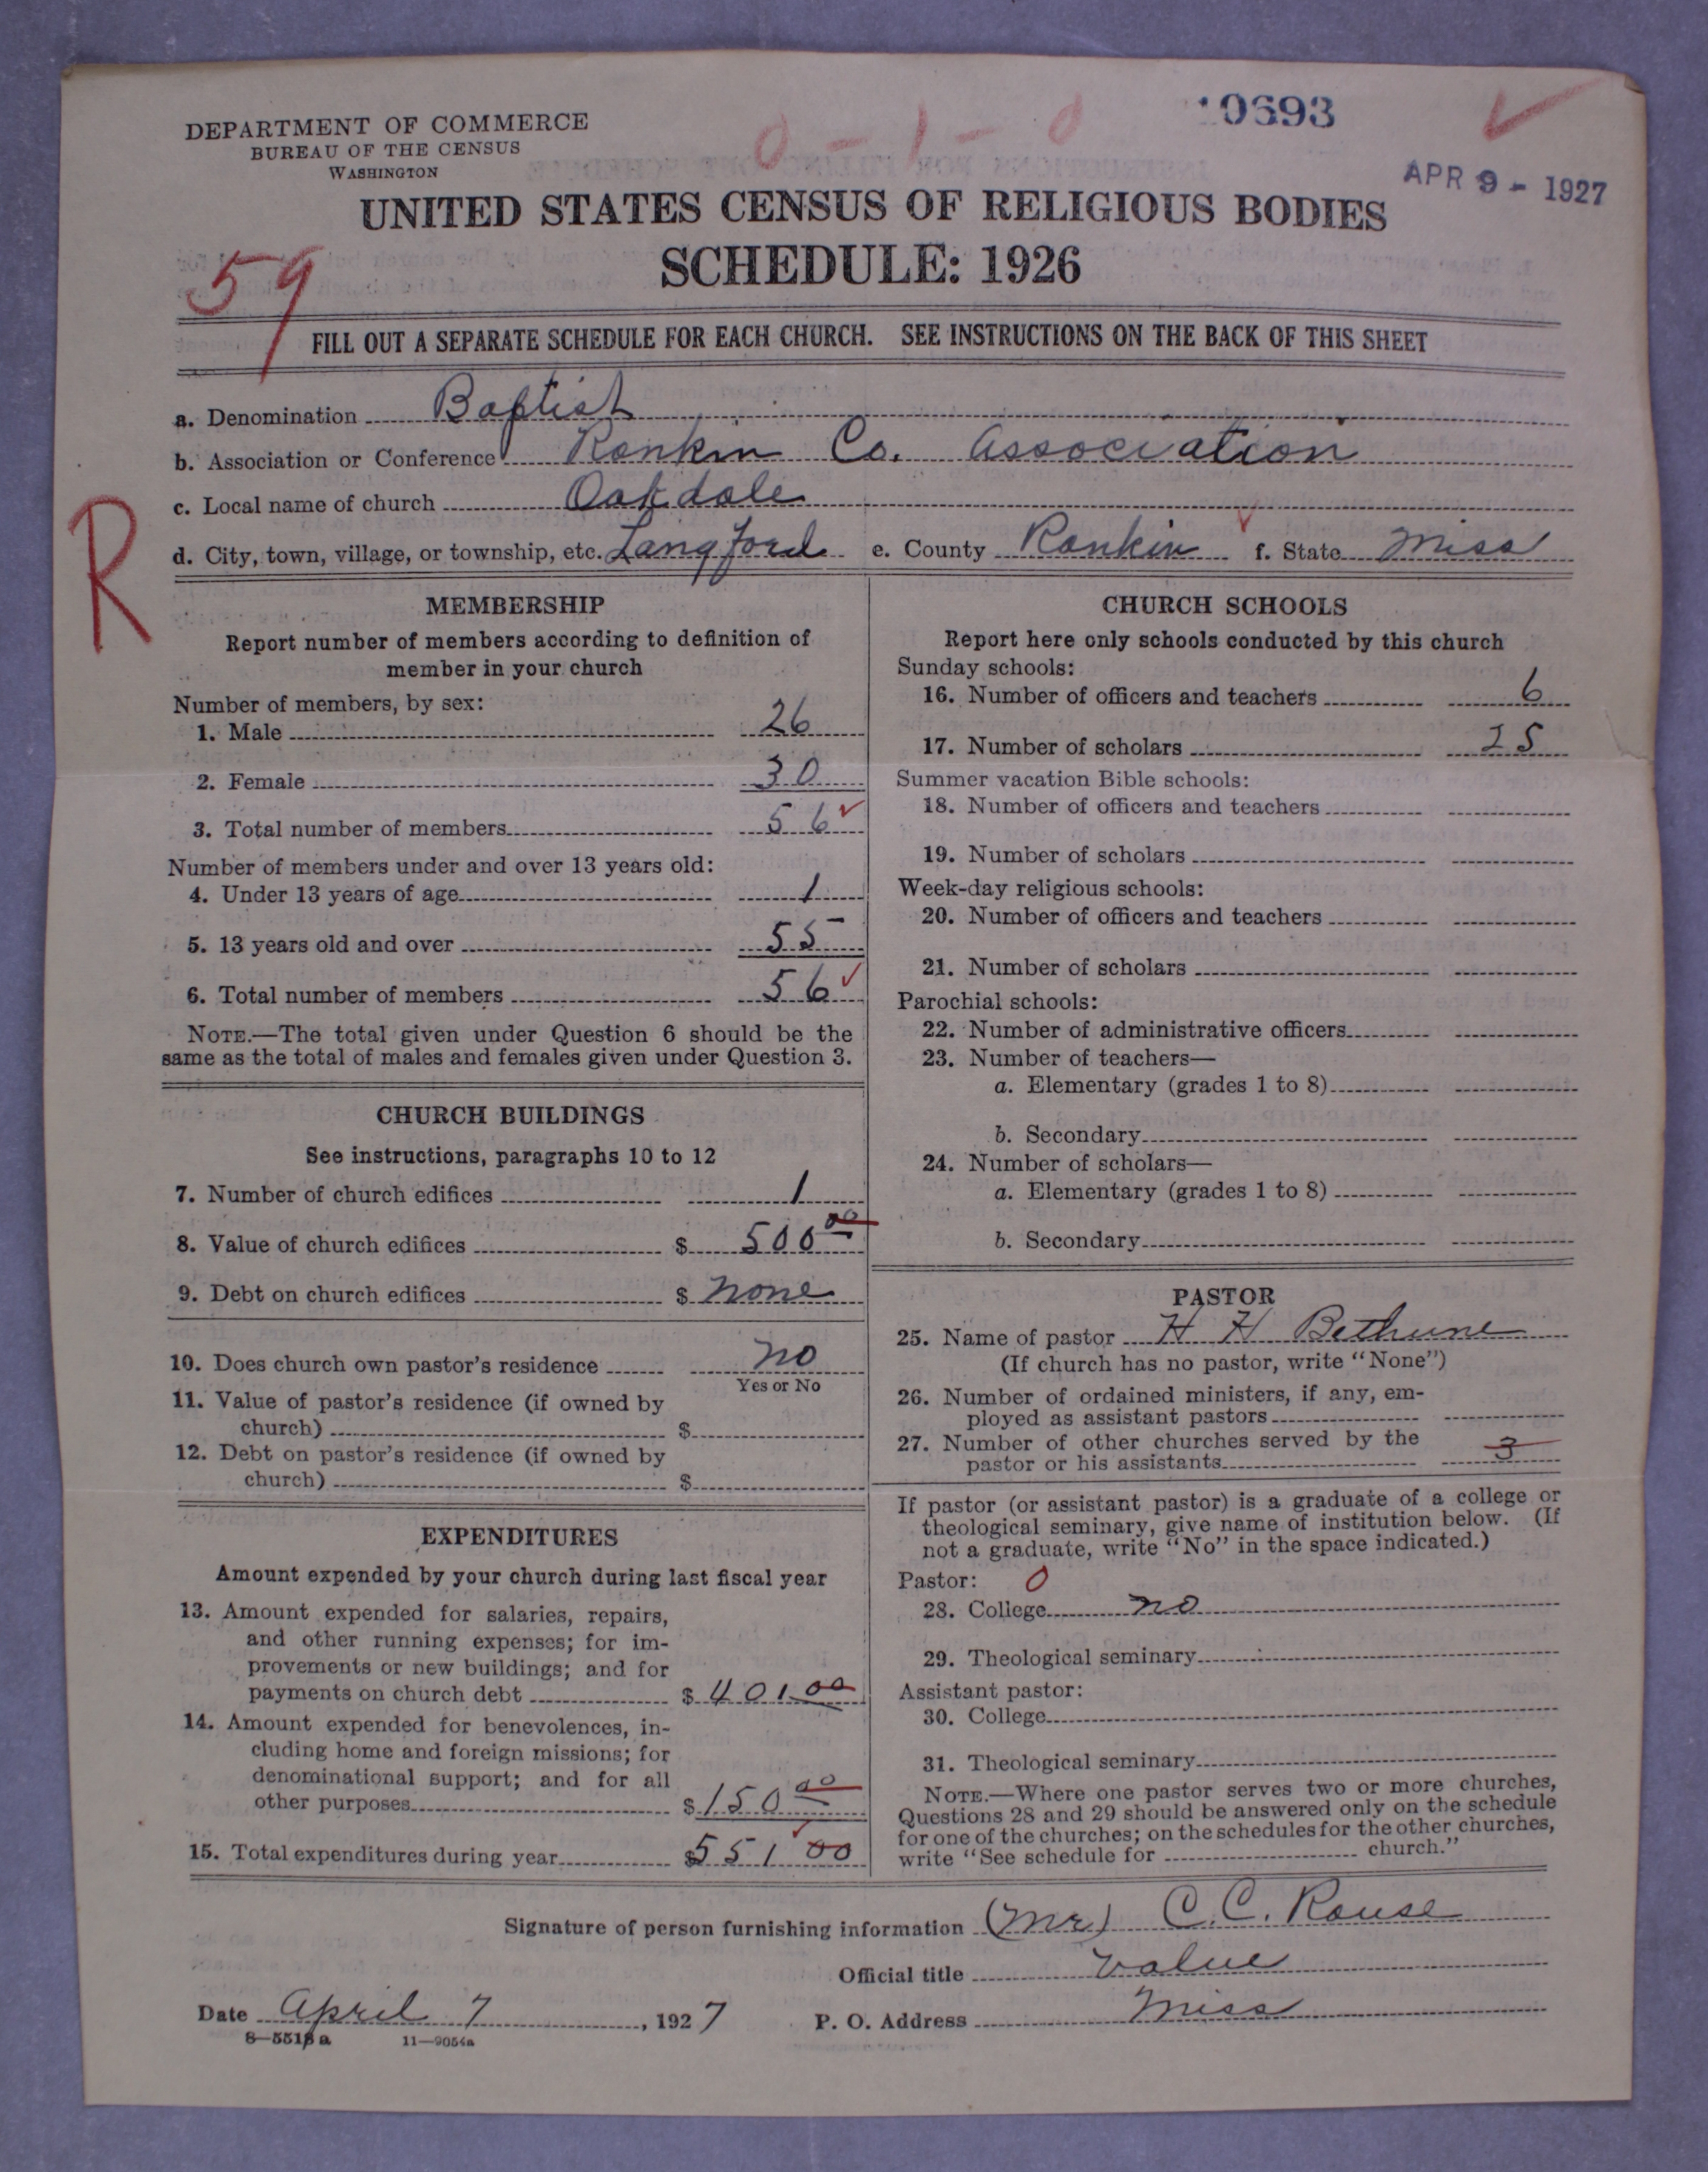 0 - 1 - 0
10693
DEPARTMENT OF COMMERCE
BUREAU OF THE CENSUS
WASHINGTON
APR 9 - 1927
UNITED STATES CENSUS OF RELIGIOUS BODIES
SCHEDULE: 1926
59
FILL OUT A SEPARATE SCHEDULE FOR EACH CHURCH. SEE INSTRUCTIONS ON THE BACK OF THIS SHEET
a. Denomination Baptist
b. Association or Conference Rankin Co. Association
c. Local name of church Oakdale
R
d. City, town, village, or township, etc. Langford e. County Rankin f. State Miss
MEMBERSHIP
Report number of members according to definition of
member in your church
Number of members, by sex:
1. Male 26
2. Female 30
3. Total number of members 56
Number of members under and over 13 years old:
4. Under 13 years of age 1
5. 13 years old and over 55
6. Total number of members 56
NOTE.—The total given under Question 6 should be the
same as the total of males and females given under Question 3.
CHURCH BUILDINGS
See instructions, paragraphs 10 to 12
7. Number of church edifices 1
8. Value of church edifices $ 500 00
9. Debt on church edifices $ none
10. Does church own pastor's residence no
Yes or No
11. Value of pastor's residence (if owned by
church) $
12. Debt on pastor's residence (if owned by
church) $
EXPENDITURES
Amount expended by your church during last fiscal year
13. Amount expended for salaries, repairs,
and other running expenses; for im-
provements or new buildings; and for
payments on church debt $ 401.00
14. Amount expended for benevolences, in-
cluding home and foreign missions; for
denominational support; and for all
other purposes $ 150 00
15. Total expenditures during year $ 551 00
CHURCH SCHOOLS
Report here only schools conducted by this church
Sunday schools:
16. Number of officers and teachers 6
17. Number of scholars 25
Summer vacation Bible schools:
18. Number of officers and teachers
19. Number of scholars
Week-day religious schools:
20. Number of officers and teachers
21. Number of scholars
Parochial schools:
22. Number of administrative officers
23. Number of teachers—
a. Elementary (grades 1 to 8)
b. Secondary
24. Number of scholars—
a. Elementary (grades 1 to 8)
b. Secondary
PASTOR
25. Name of pastor H H Bethune
(If church has no pastor, write "None")
26. Number of ordained ministers, if any, em-
ployed as assistant pastors
27. Number of other churches served by the
pastor or his assistants 3
If pastor (or assistant pastor) is a graduate of a college or
theological seminary, give name of institution below. (If
not a graduate, write "No" in the space indicated.)
Pastor: 0
28. College no
29. Theological seminary
Assistant pastor:
30. College
31. Theological seminary
NOTE.—Where one pastor serves two or more churches,
Questions 28 and 29 should be answered only on the schedule
for one of the churches; on the schedules for the other churches,
write "See schedule for church."
Signature of person furnishing information (Mr) C. C. Rouse
Official title Value
Date April 7, 1927 P. O. Address Miss
8—5518 a 11—9054a